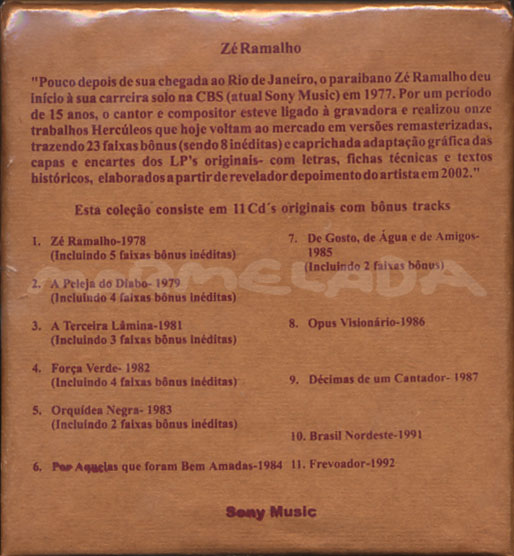 Zé Ramalho
"Pouco depois de sua chegada ao Rio de Janeiro, o paraibano Zé Ramalho deu
início à sua carreira solo na CBS (atual Sony Music) em 1977. Por um período
de 15 anos, o cantor e compositor esteve ligado à gravadora e realizou onze
trabalhos Hercúleos que hoje voltam ao mercado em versões remasterizadas,
trazendo 23 faixas bônus (sendo 8 inéditas) e caprichada adaptação gráfica das
capas e encartes dos LP's originais- com letras, fichas técnicas e textos
históricos, elaborados a partir de revelador depoimento do artista em 2002."
Esta coleção consiste em 11 Cd´s originais com bônus tracks
1. Zé Ramalho-1978
(Incluindo 5 faixas bônus inéditas)
2. A Peleja do Diabo- 1979
(Incluindo 4 faixas bônus inéditas)
3. A Terceira Lâmina-1981
(Incluindo 3 faixas bônus inéditas)
4. Força Verde- 1982
(Incluindo 4 faixas bônus inéditas)
5. Orquídea Negra- 1983
(Incluindo 2 faixas bônus inéditas)
6. Por Aquelas que foram Bem Amadas-1984
7. De Gosto, de Água e de Amigos-
1985
(Incluindo 2 faixas bônus)
8. Opus Visionário-1986
9. Décimas de um Cantador- 1987
10. Brasil Nordeste-1991
11. Frevoador-1992
Sony Music
MARMELADA